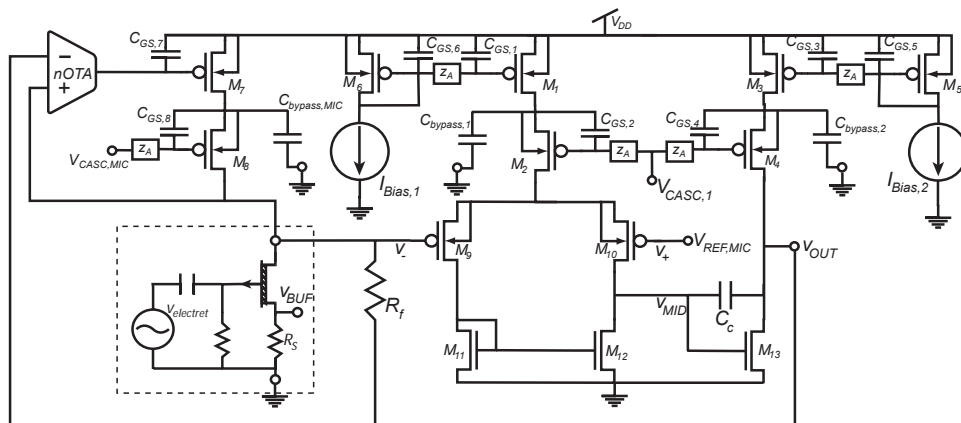 V_DD
−
nOTA
+
C_GS,7
M_7
C_GS,6
C_GS,1
M_6
z_A
M_1
C_GS,3
C_GS,5
M_3
z_A
M_5
C_bypass,MIC
C_GS,8
z_A
M_8
V_CASC,MIC
I_Bias,1
C_bypass,1
C_GS,2
M_2
z_A
z_A
C_GS,4
M_4
C_bypass,2
I_Bias,2
V_CASC,1
v_-
M_9
M_10
v_+
V_REF,MIC
v_OUT
v_electret
v_BUF
R_S
R_f
v_MID
C_c
M_11
M_12
M_13